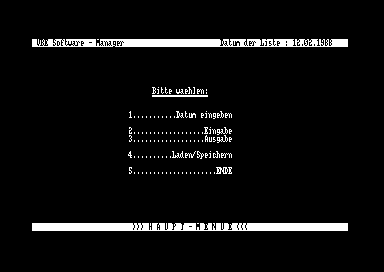 UKE Software - Manager Datum der Liste : 12.02.1988
Bitte waehlen:
1...........Datum eingeben
2..................Eingabe
3..................Ausgabe
4..........Laden/Speichern
5.....................ENDE
>>> H A U P T - M E N U E <<<